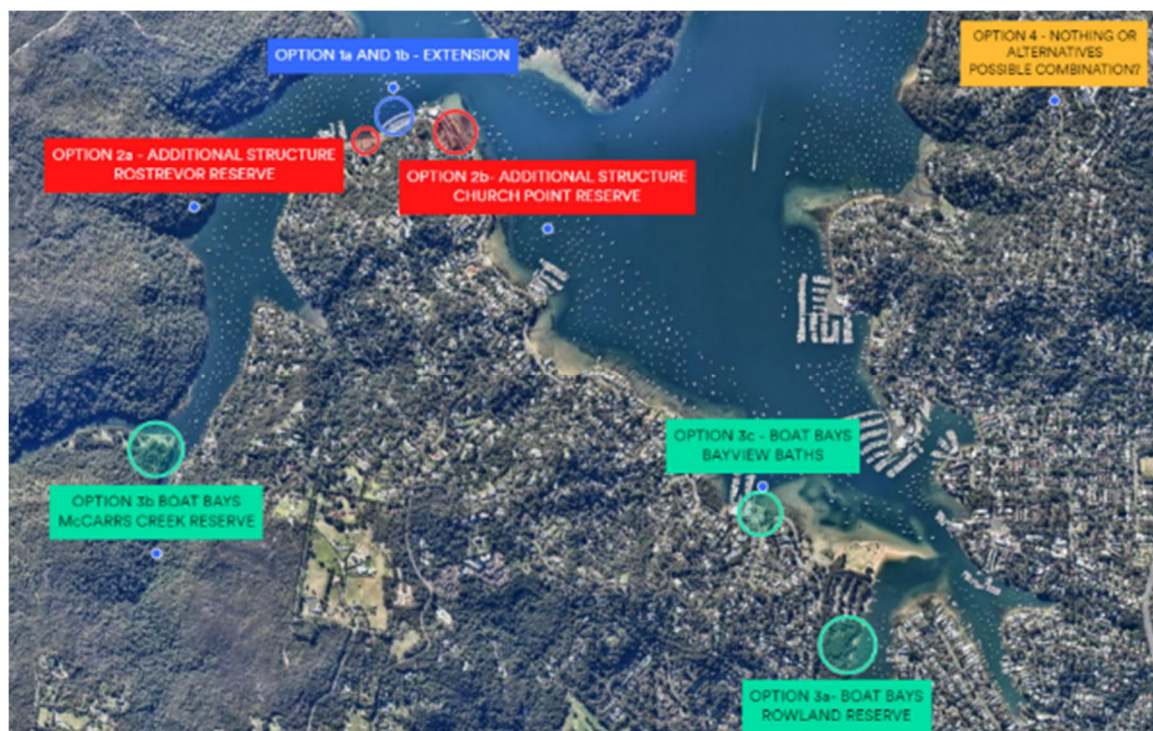 OPTION 1a AND 1b - EXTENSION
OPTION 4 - NOTHING OR
ALTERNATIVES
POSSIBLE COMBINATION?
OPTION 2a - ADDITIONAL STRUCTURE
ROSTREVOR RESERVE
OPTION 2b- ADDITIONAL STRUCTURE
CHURCH POINT RESERVE
OPTION 3c - BOAT BAYS
BAYVIEW BATHS
OPTION 3b BOAT BAYS
McCARRS CREEK RESERVE
OPTION 3a- BOAT BAYS
ROWLAND RESERVE